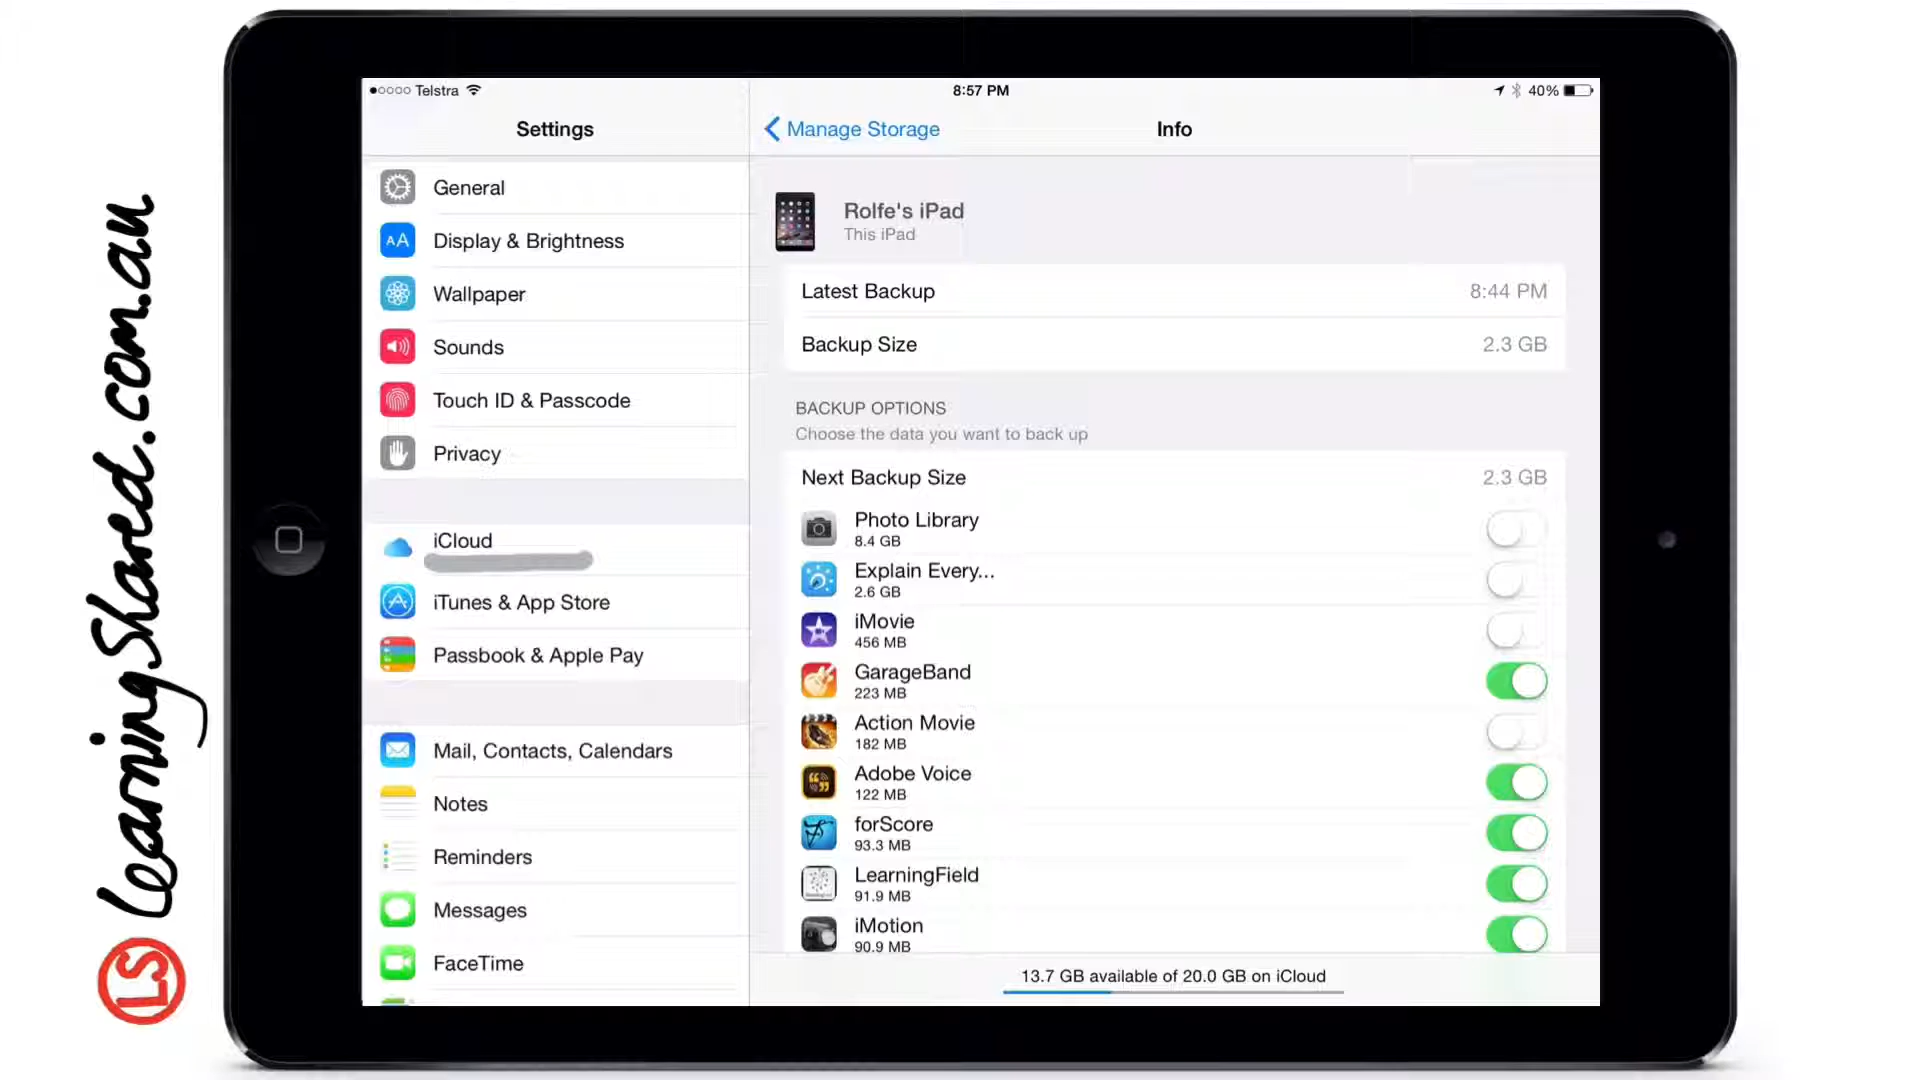 LearningShared.com.au
LS
Telstra
8:57 PM
40%
Settings
Manage Storage
Info
General
Display & Brightness
Wallpaper
Sounds
Touch ID & Passcode
Privacy
iCloud
iTunes & App Store
Passbook & Apple Pay
Mail, Contacts, Calendars
Notes
Reminders
Messages
FaceTime
Rolfe's iPad
This iPad
Latest Backup 8:44 PM
Backup Size 2.3 GB
BACKUP OPTIONS
Choose the data you want to back up
Next Backup Size 2.3 GB
Photo Library
8.4 GB
Explain Every...
2.6 GB
iMovie
456 MB
GarageBand
223 MB
Action Movie
182 MB
Adobe Voice
122 MB
forScore
93.3 MB
LearningField
91.9 MB
iMotion
90.9 MB
13.7 GB available of 20.0 GB on iCloud